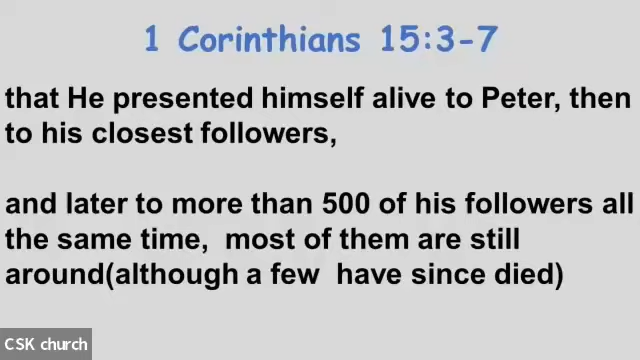 1 Corinthians 15:3-7
that He presented himself alive to Peter, then
to his closest followers,
and later to more than 500 of his followers all
the same time,  most of them are still
around(although a few  have since died)
CSK church